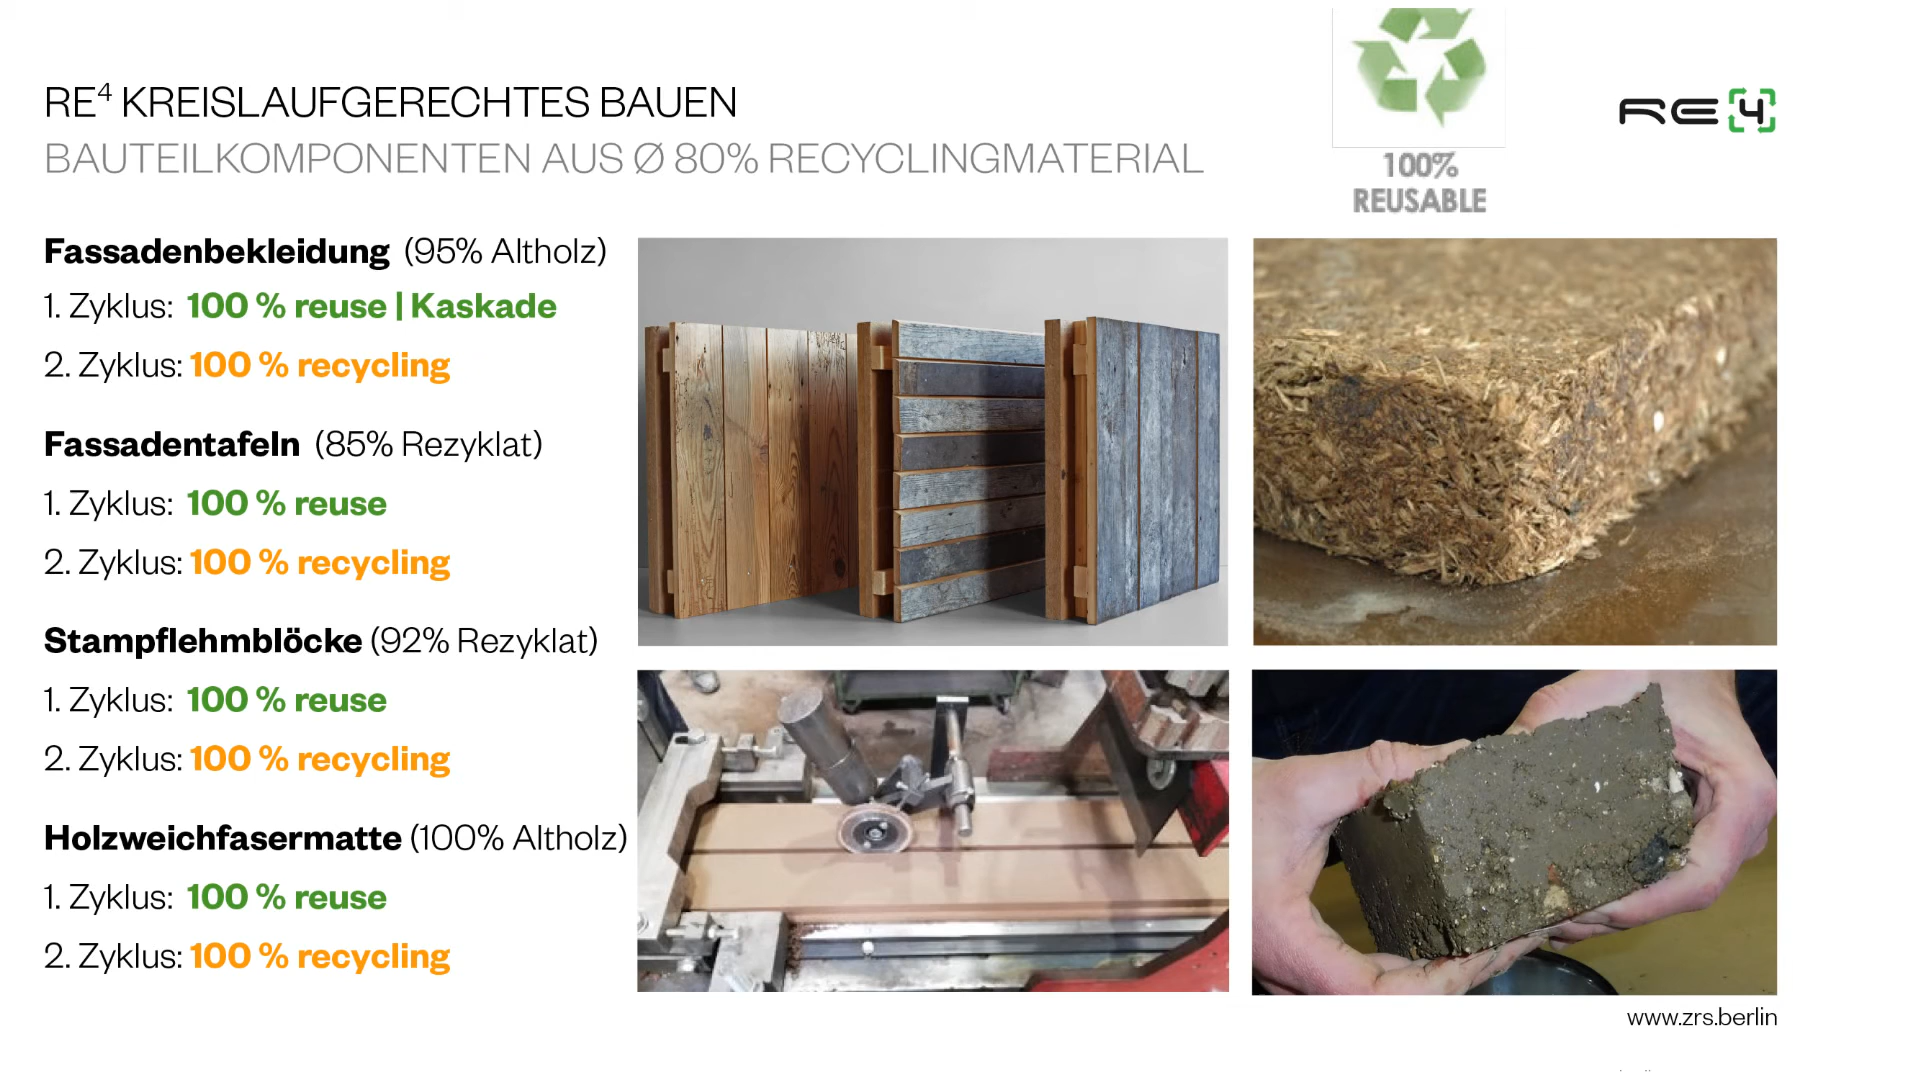 RE⁴ KREISLAUFGERECHTES BAUEN
BAUTEILKOMPONENTEN AUS Ø 80% RECYCLINGMATERIAL
100%
REUSABLE
RE4
Fassadenbekleidung (95% Altholz)
1. Zyklus: 100 % reuse | Kaskade
2. Zyklus: 100 % recycling
Fassadentafeln (85% Rezyklat)
1. Zyklus: 100 % reuse
2. Zyklus: 100 % recycling
Stampflehmblöcke (92% Rezyklat)
1. Zyklus: 100 % reuse
2. Zyklus: 100 % recycling
Holzweichfasermatte (100% Altholz)
1. Zyklus: 100 % reuse
2. Zyklus: 100 % recycling
www.zrs.berlin